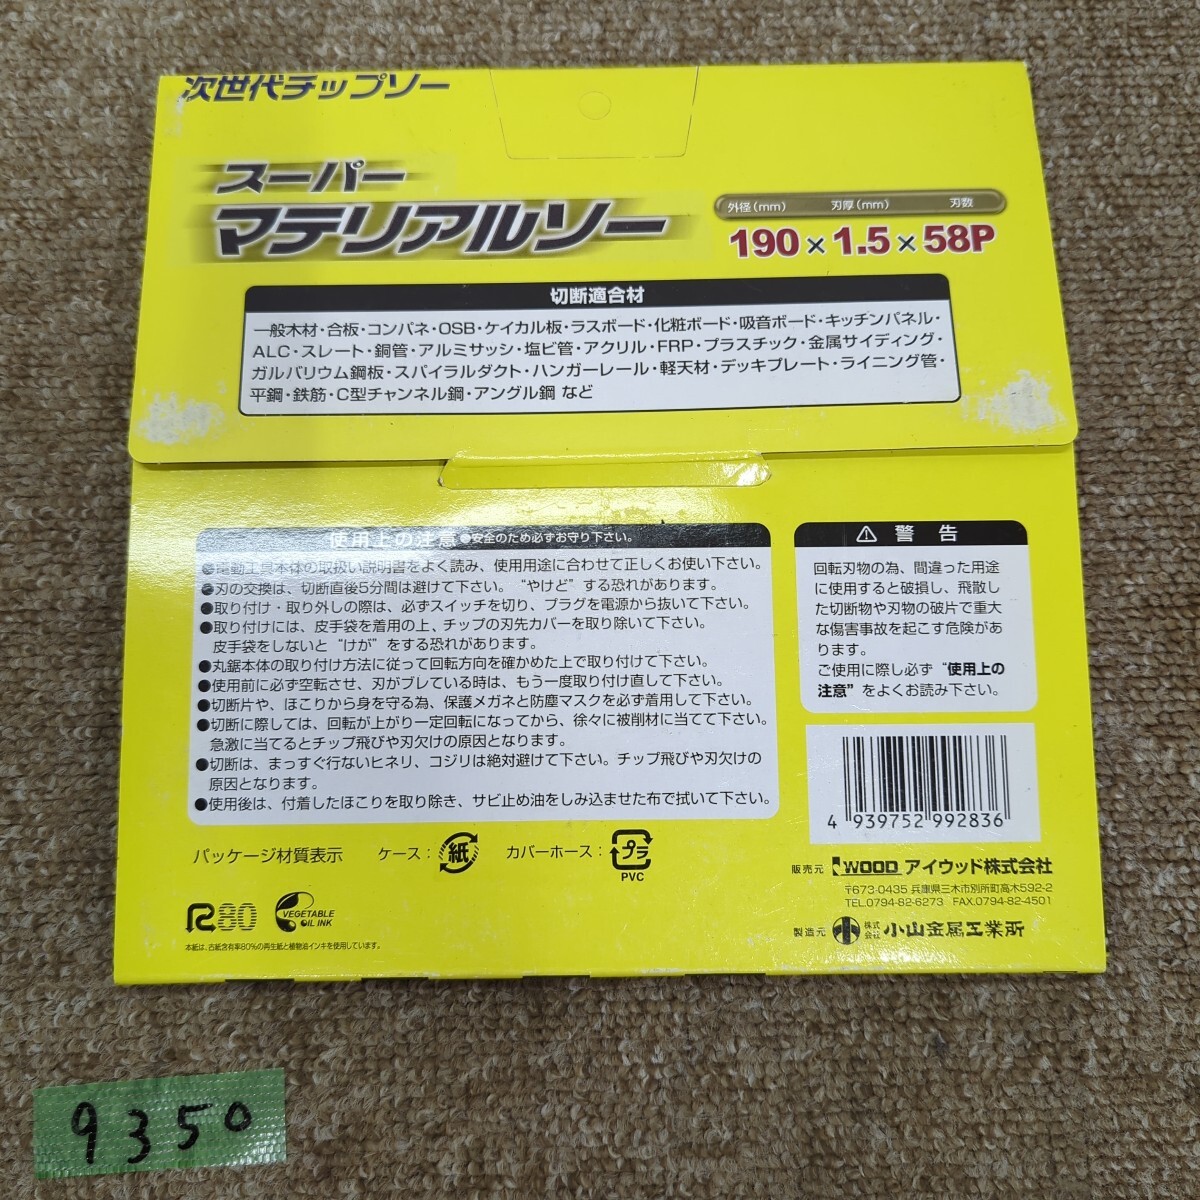 次世代チップソー
スーパー
マテリアルソー
外径(mm) 刃厚(mm) 刃数
190×1.5×58P
切断適合材
一般木材・合板・コンパネ・OSB・ケイカル板・ラスボード・化粧ボード・吸音ボード・キッチンパネル・
ALC・スレート・銅管・アルミサッシ・塩ビ管・アクリル・FRP・プラスチック・金属サイディング・
ガルバリウム鋼板・スパイラルダクト・ハンガーレール・軽天材・デッキプレート・ライニング管・
平鋼・鉄筋・C型チャンネル鋼・アングル鋼 など
使用上の注意 ●安全のため必ずお守り下さい。
●電動工具本体の取扱い説明書をよく読み、使用用途に合わせて正しくお使い下さい。
●刃の交換は、切断直後5分間は避けて下さい。“やけど”する恐れがあります。
●取り付け・取り外しの際は、必ずスイッチを切り、プラグを電源から抜いて下さい。
●取り付けには、皮手袋を着用の上、チップの刃先カバーを取り除いて下さい。
皮手袋をしないと“けが”をする恐れがあります。
●丸鋸本体の取り付け方法に従って回転方向を確かめた上で取り付けて下さい。
●使用前に必ず空転させ、刃がブレている時は、もう一度取り付け直して下さい。
●切断片や、ほこりから身を守る為、保護メガネと防塵マスクを必ず着用して下さい。
●切断に際しては、回転が上がり一定回転になってから、徐々に被削材に当てて下さい。
急激に当てるとチップ飛びや刃欠けの原因となります。
●切断は、まっすぐ行ないヒネリ、コジリは絶対避けて下さい。チップ飛びや刃欠けの
原因となります。
●使用後は、付着したほこりを取り除き、サビ止め油をしみ込ませた布で拭いて下さい。
⚠ 警告
回転刃物の為、間違った用途
に使用すると破損し、飛散し
た切断物や刃物の破片で重大
な傷害事故を起こす危険があ
ります。
ご使用に際し必ず“使用上の
注意”をよくお読み下さい。
4 939752 992836
パッケージ材質表示 ケース: 紙 カバーホース: プラ
PVC
販売元 IWOOD アイウッド株式会社
〒673-0435 兵庫県三木市別所町高木592-2
TEL.0794-82-6273 FAX.0794-82-4501
製造元 株式会社 小山金属工業所
R80 VEGETABLE OIL INK
本紙は、古紙含有率80%の再生紙と植物油インキを使用しています。
9350